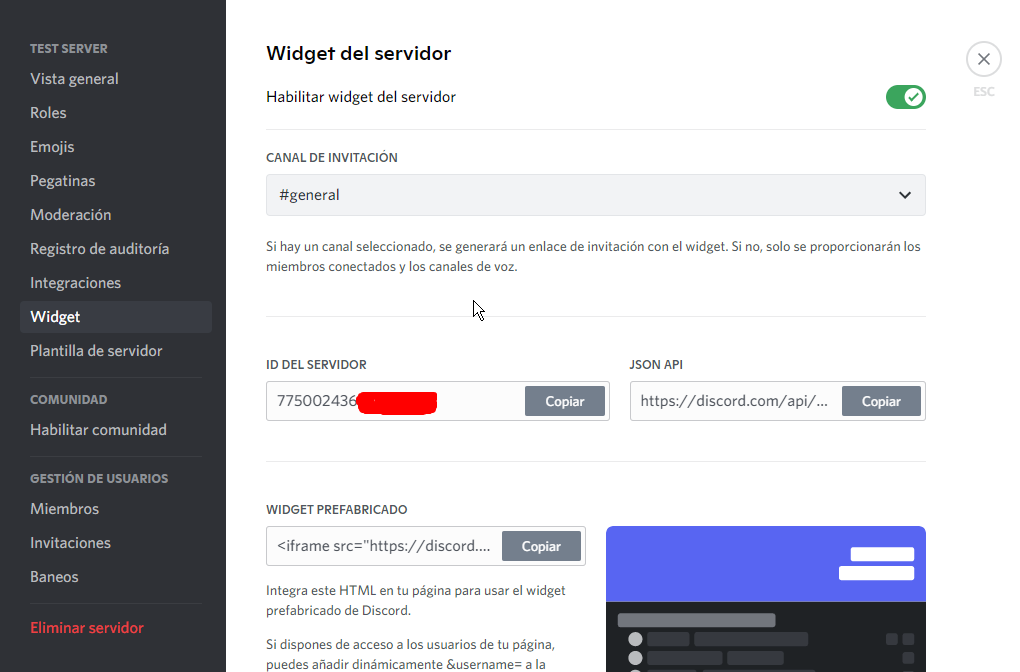 TEST SERVER
Vista general
Roles
Emojis
Pegatinas
Moderación
Registro de auditoría
Integraciones
Widget
Plantilla de servidor
COMUNIDAD
Habilitar comunidad
GESTIÓN DE USUARIOS
Miembros
Invitaciones
Baneos
Eliminar servidor
Widget del servidor
ESC
Habilitar widget del servidor
CANAL DE INVITACIÓN
#general
Si hay un canal seleccionado, se generará un enlace de invitación con el widget. Si no, solo se proporcionarán los
miembros conectados y los canales de voz.
ID DEL SERVIDOR
775002436
Copiar
JSON API
https://discord.com/api/...
Copiar
WIDGET PREFABRICADO
<iframe src="https://discord....
Copiar
Integra este HTML en tu página para usar el widget
prefabricado de Discord.
Si dispones de acceso a los usuarios de tu página,
puedes añadir dinámicamente &username= a la